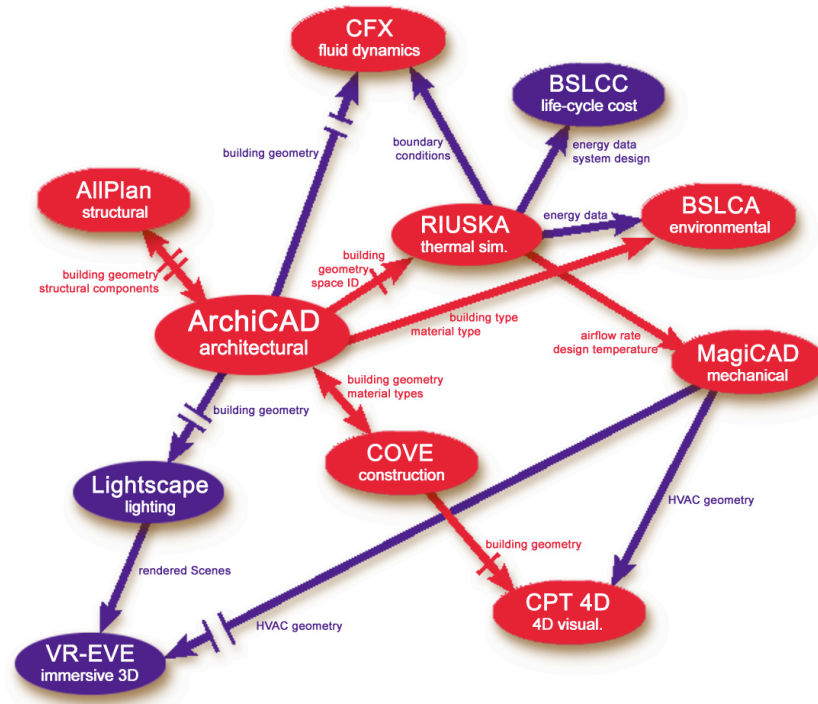 CFX
fluid dynamics
BSLCC
life-cycle cost
building geometry
boundary
conditions
energy data
system design
AllPlan
structural
RIUSKA
thermal sim.
energy data
BSLCA
environmental
building geometry
structural components
building
geometry
space ID.
ArchiCAD
architectural
building type
material type
airflow rate
design temperature
MagiCAD
mechanical
building geometry
material types
building geometry
COVE
construction
Lightscape
lighting
HVAC geometry
building geometry
rendered Scenes
CPT 4D
4D visual.
HVAC geometry
VR-EVE
immersive 3D